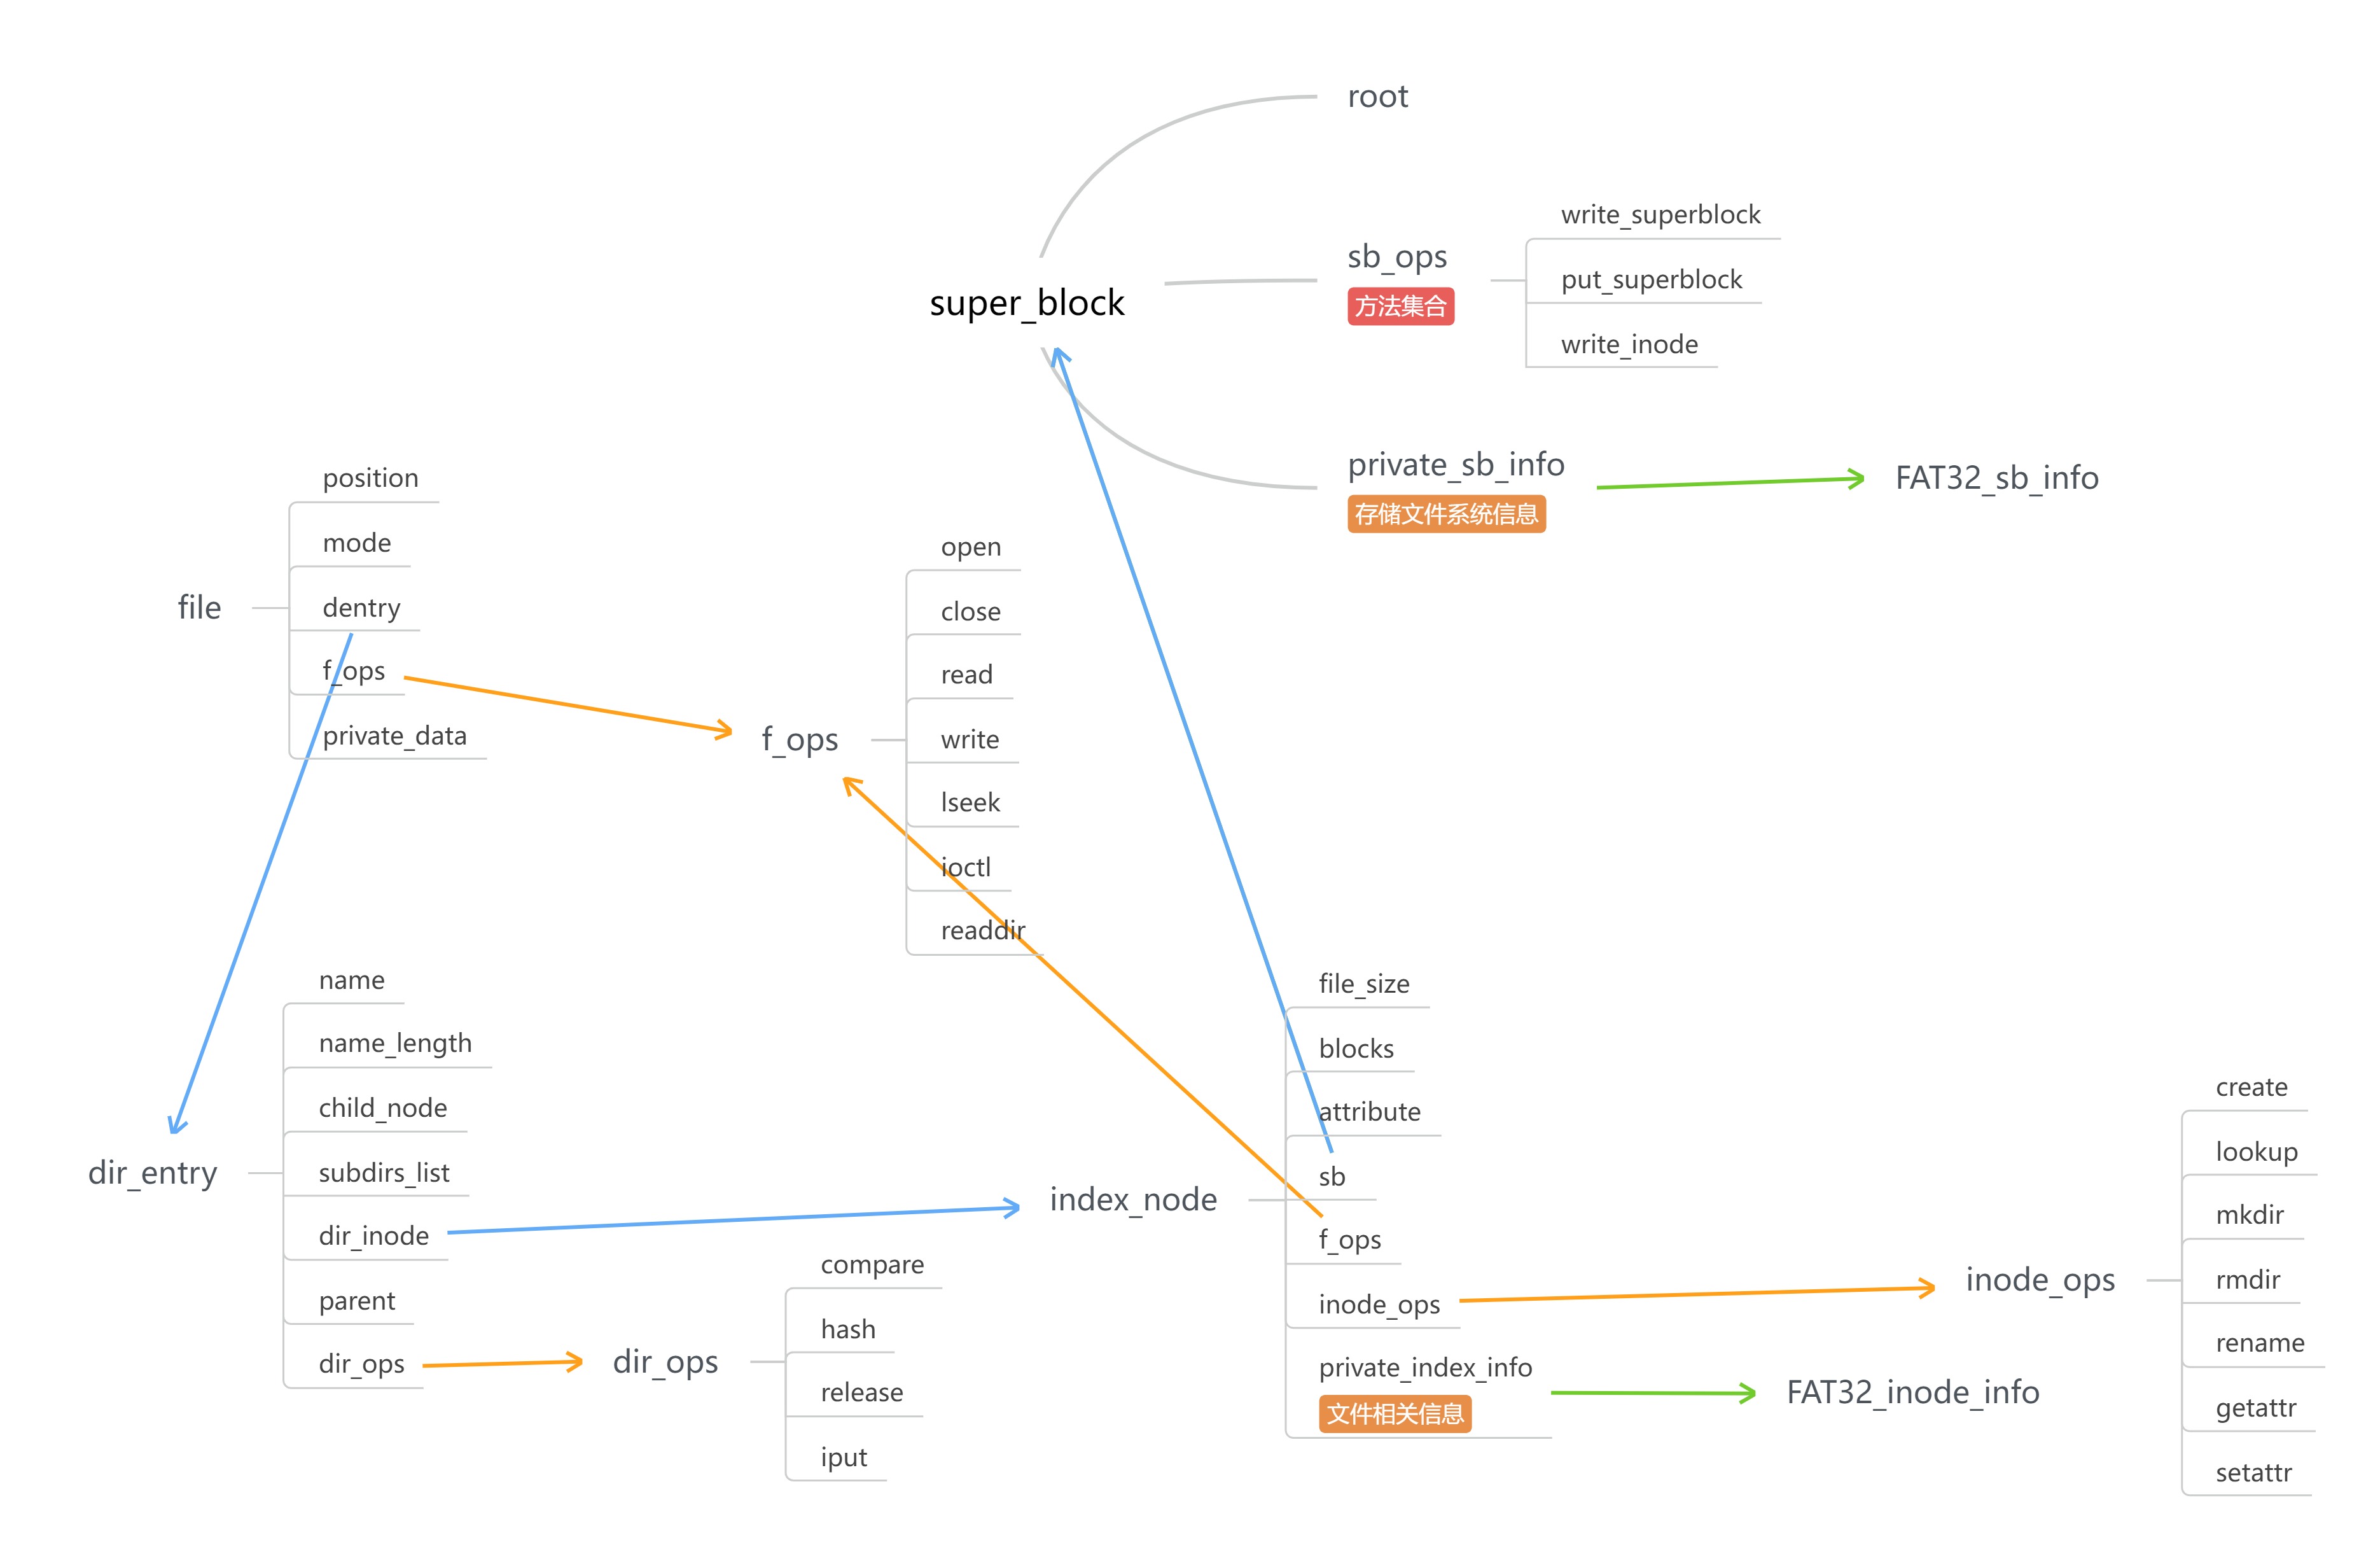 root
super_block
sb_ops
方法集合
write_superblock
put_superblock
write_inode
private_sb_info
存储文件系统信息
FAT32_sb_info
file
position
mode
dentry
f_ops
private_data
f_ops
open
close
read
write
lseek
ioctl
readdir
dir_entry
name
name_length
child_node
subdirs_list
dir_inode
parent
dir_ops
dir_ops
compare
hash
release
iput
index_node
file_size
blocks
attribute
sb
f_ops
inode_ops
private_index_info
文件相关信息
FAT32_inode_info
inode_ops
create
lookup
mkdir
rmdir
rename
getattr
setattr